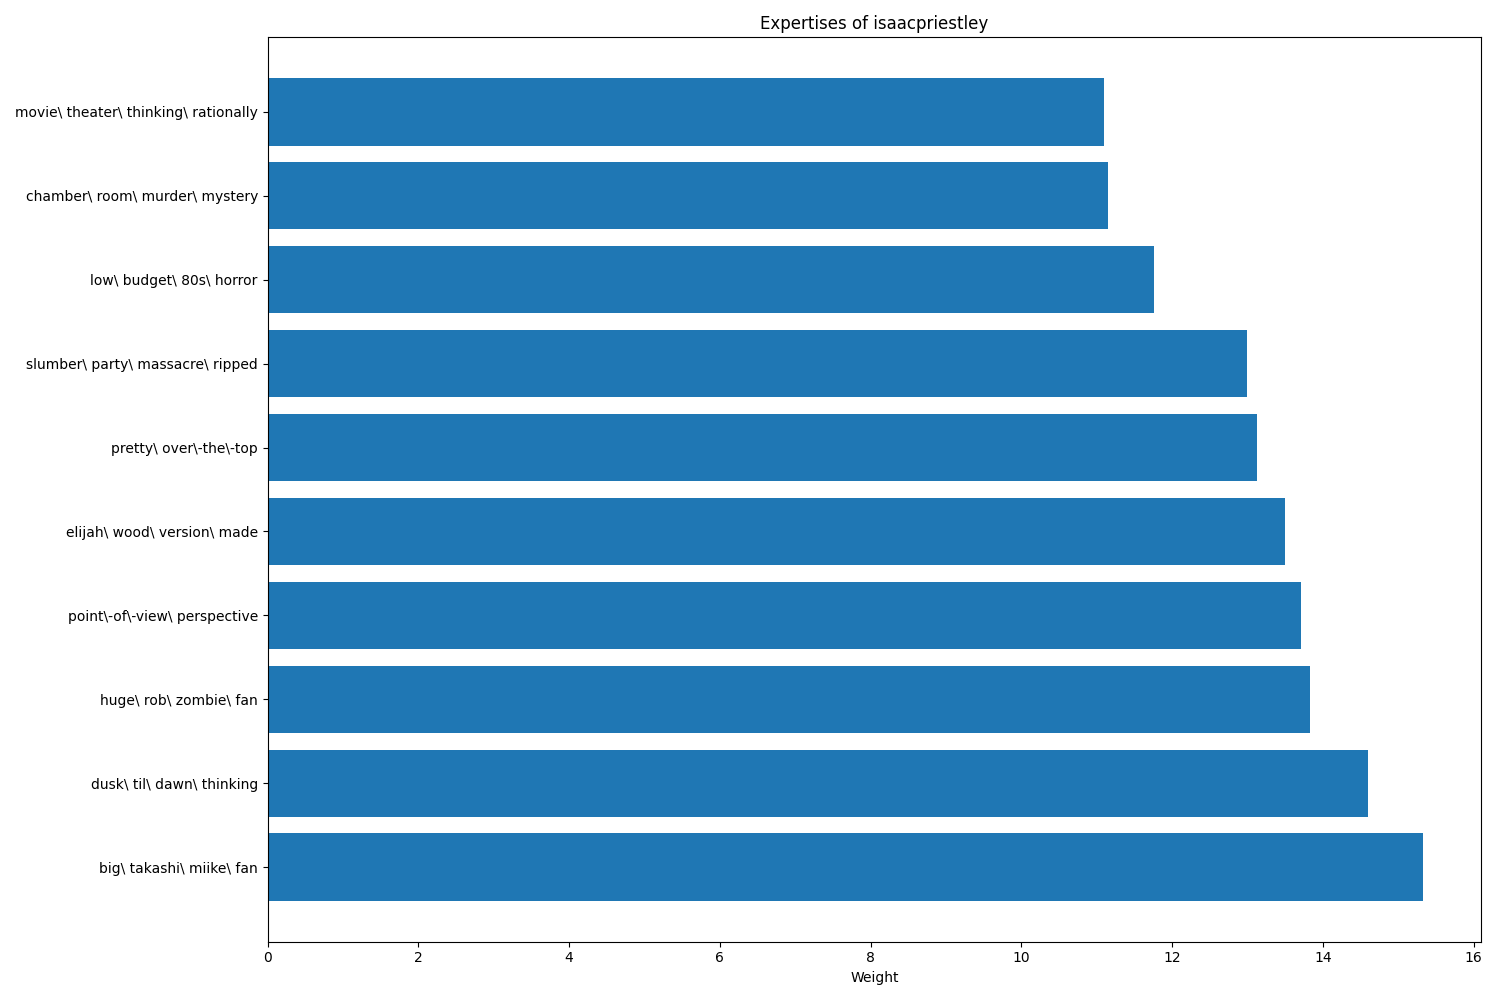 Expertises of isaacpriestley
movie\ theater\ thinking\ rationally
chamber\ room\ murder\ mystery
low\ budget\ 80s\ horror
slumber\ party\ massacre\ ripped
pretty\ over\-the\-top
elijah\ wood\ version\ made
point\-of\-view\ perspective
huge\ rob\ zombie\ fan
dusk\ til\ dawn\ thinking
big\ takashi\ miike\ fan
0 2 4 6 8 10 12 14 16
Weight